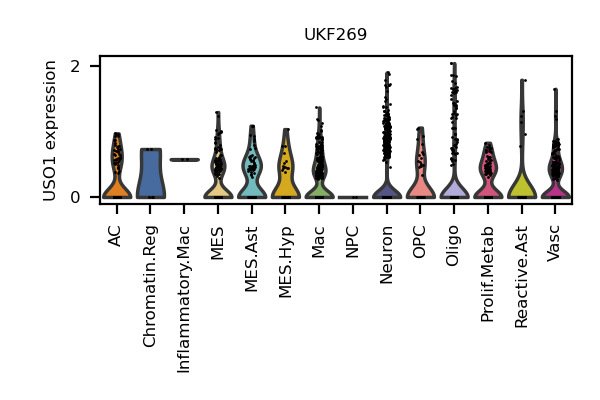 UKF269
USO1 expression
2
0
AC
Chromatin.Reg
Inflammatory.Mac
MES
MES.Ast
MES.Hyp
Mac
NPC
Neuron
OPC
Oligo
Prolif.Metab
Reactive.Ast
Vasc